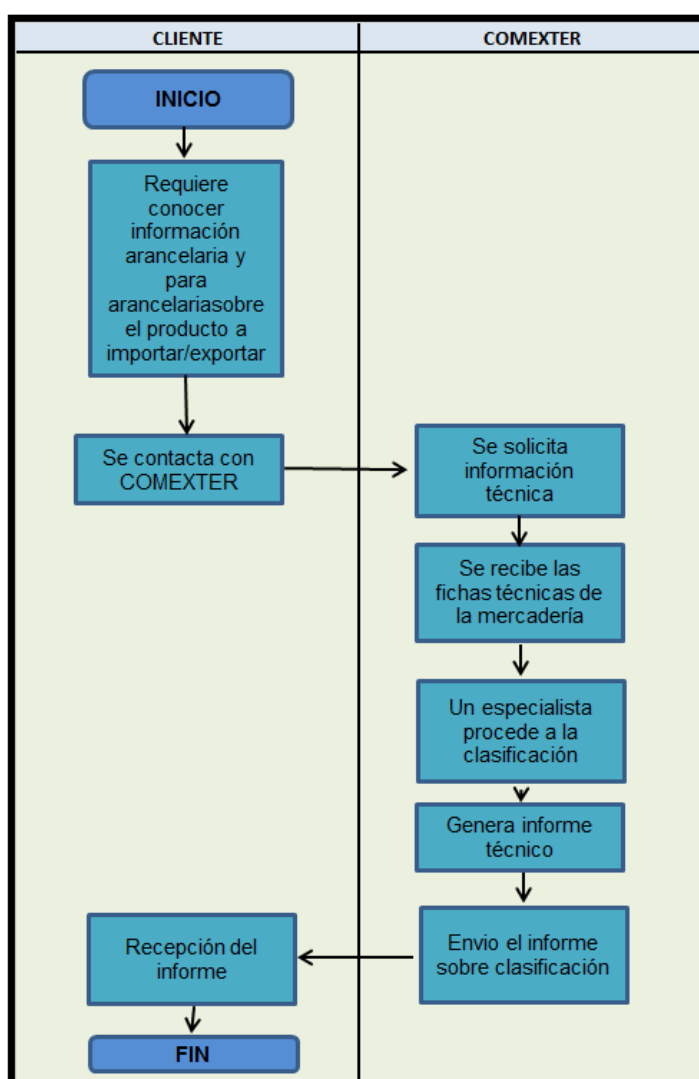 CLIENTE
COMEXTER
INICIO
Requiere
conocer
información
arancelaria y
para
arancelariasobre
el producto a
importar/exportar
Se contacta con
COMEXTER
Se solicita
información
técnica
Se recibe las
fichas técnicas de
la mercadería
Un especialista
procede a la
clasificación
Genera informe
técnico
Envio el informe
sobre clasificación
Recepción del
informe
FIN